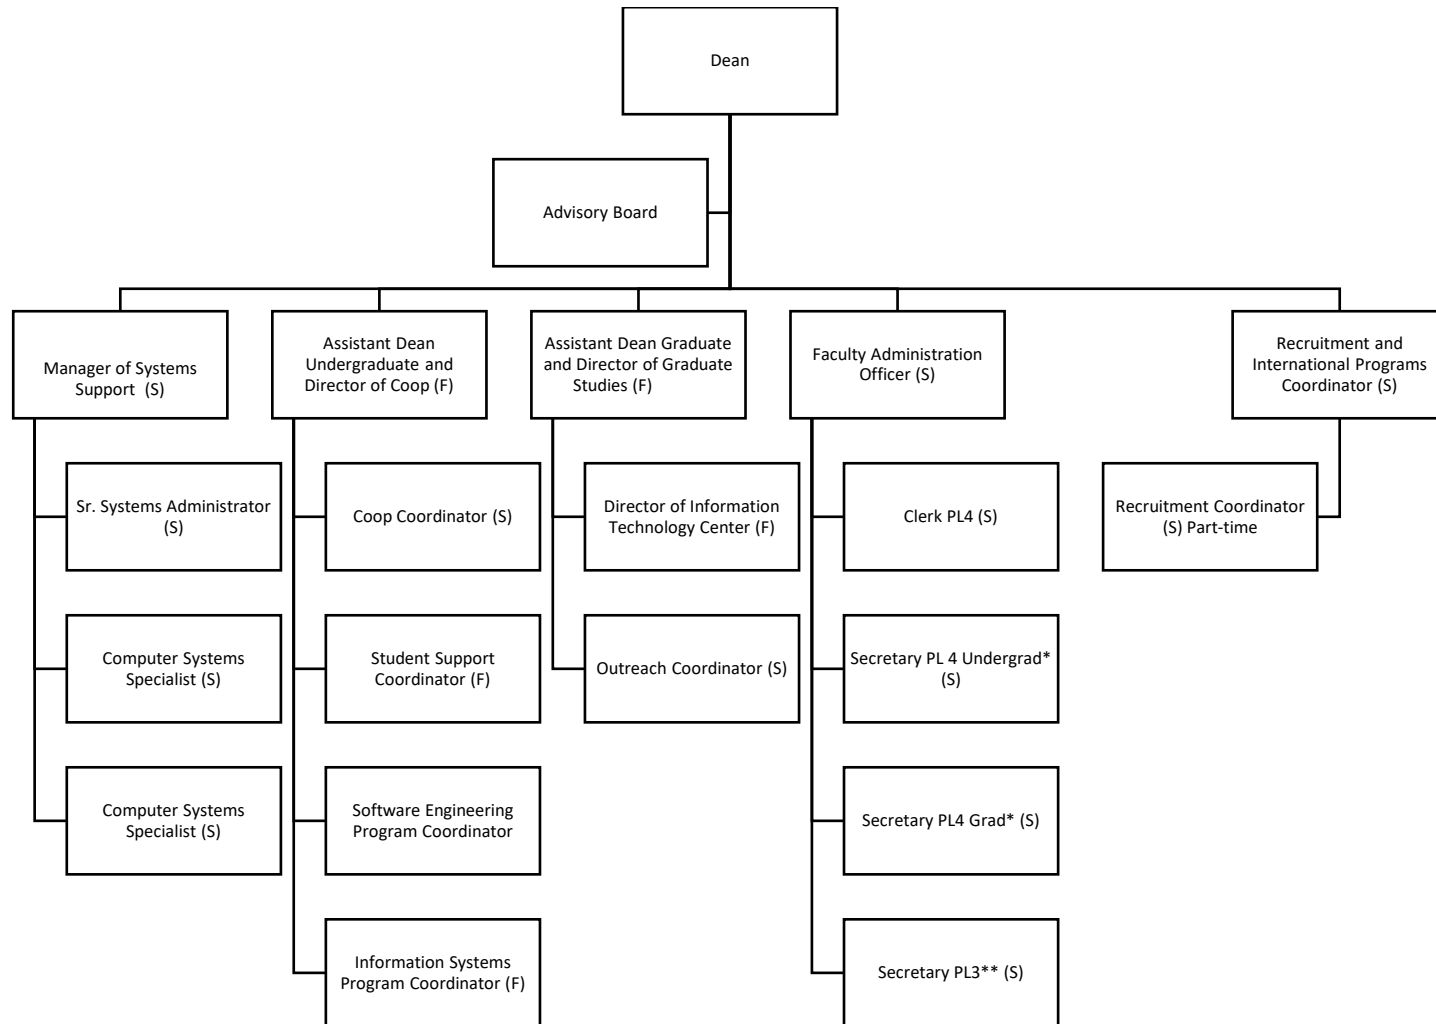 Dean
Advisory Board
Manager of Systems
Support (S)
Assistant Dean
Undergraduate and
Director of Coop (F)
Assistant Dean Graduate
and Director of Graduate
Studies (F)
Faculty Administration
Officer (S)
Recruitment and
International Programs
Coordinator (S)
Sr. Systems Administrator
(S)
Coop Coordinator (S)
Director of Information
Technology Center (F)
Clerk PL4 (S)
Recruitment Coordinator
(S) Part-time
Computer Systems
Specialist (S)
Student Support
Coordinator (F)
Outreach Coordinator (S)
Secretary PL 4 Undergrad*
(S)
Computer Systems
Specialist (S)
Software Engineering
Program Coordinator
Secretary PL4 Grad* (S)
Information Systems
Program Coordinator (F)
Secretary PL3** (S)